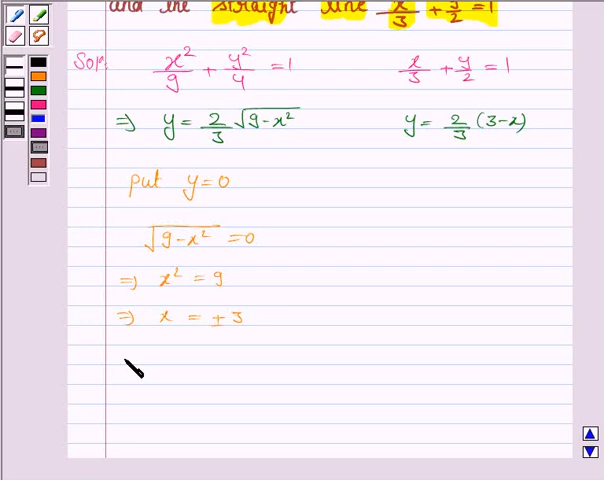 and the straight line x/3 + y/2 = 1
Soln: x²/9 + y²/4 = 1 x/3 + y/2 = 1
⇒ y = 2/3 √(9-x²) y = 2/3 (3-x)
put y=0
√(9-x²) = 0
⇒ x² = 9
⇒ x = ±3